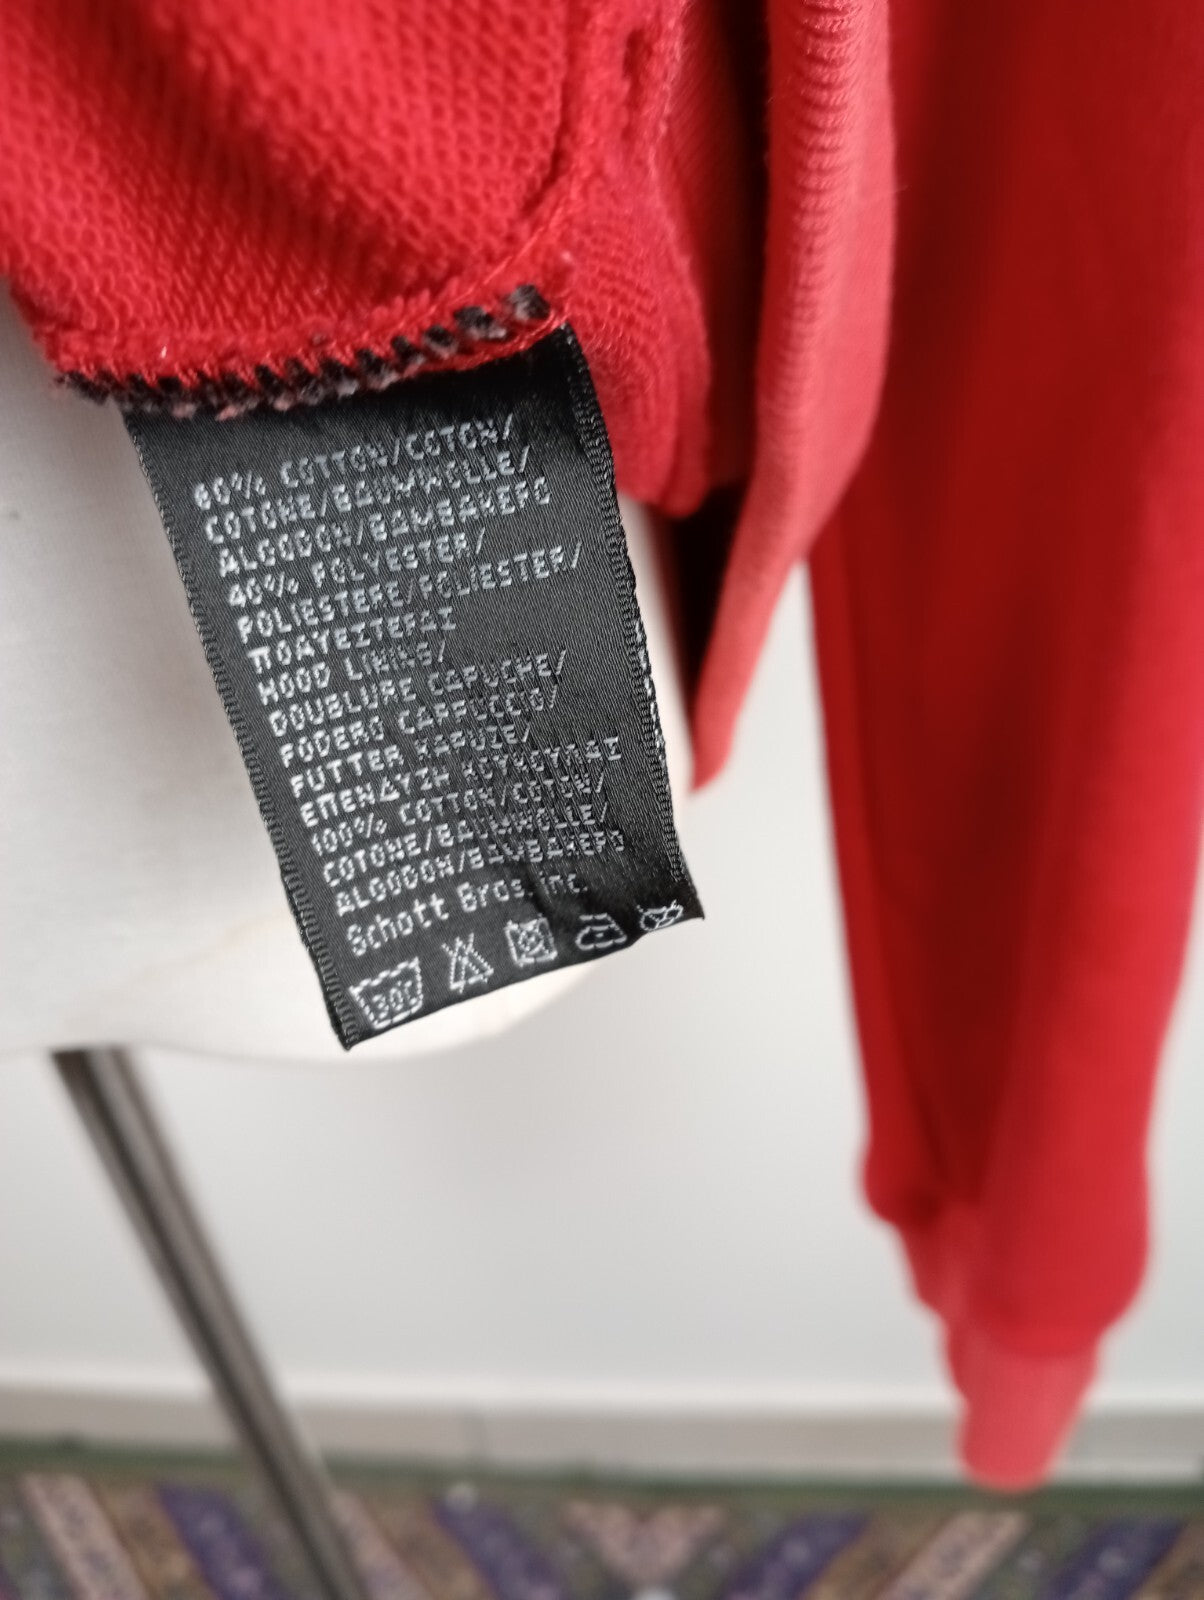 60% COTTON/COTON/
COTONE/BAUMWOLLE/
ALGODON/ΒΑΜΒΑΚΕΡΟ
40% POLYESTER/
POLIESTERE/POLIESTER/
ΠΟΛΥΕΣΤΕΡΑΣ
HOOD LINING/
DOUBLURE CAPUCHE/
FODERO CAPPUCCIO/
FUTTER KAPUZE/
ΕΠΕΝΔΥΣΗ ΚΟΥΚΟΥΛΑΣ
100% COTTON/COTON/
COTONE/BAUMWOLLE/
ALGODON/ΒΑΜΒΑΚΕΡΟ
Schott Bros. inc.
30°